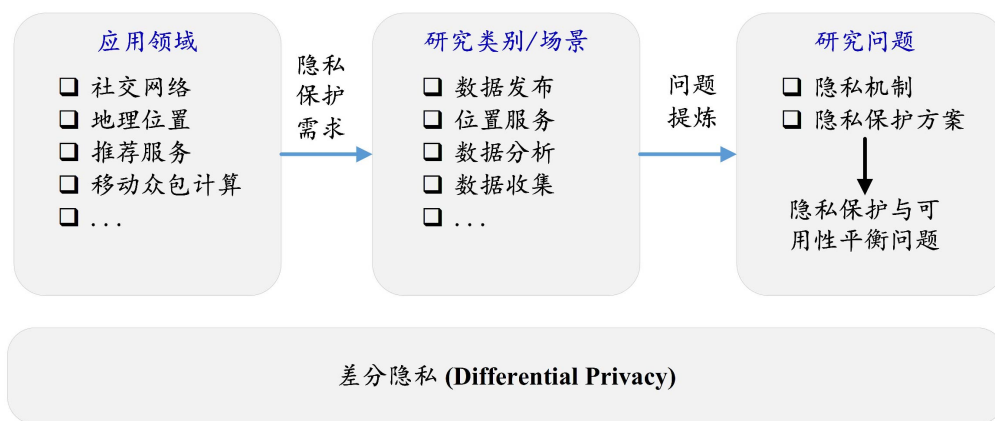 应用领域
❑ 社交网络
❑ 地理位置
❑ 推荐服务
❑ 移动众包计算
❑ ...
隐私
保护
需求
研究类别/场景
❑ 数据发布
❑ 位置服务
❑ 数据分析
❑ 数据收集
❑ ...
问题
提炼
研究问题
❑ 隐私机制
❑ 隐私保护方案
隐私保护与可
用性平衡问题
差分隐私 (Differential Privacy)